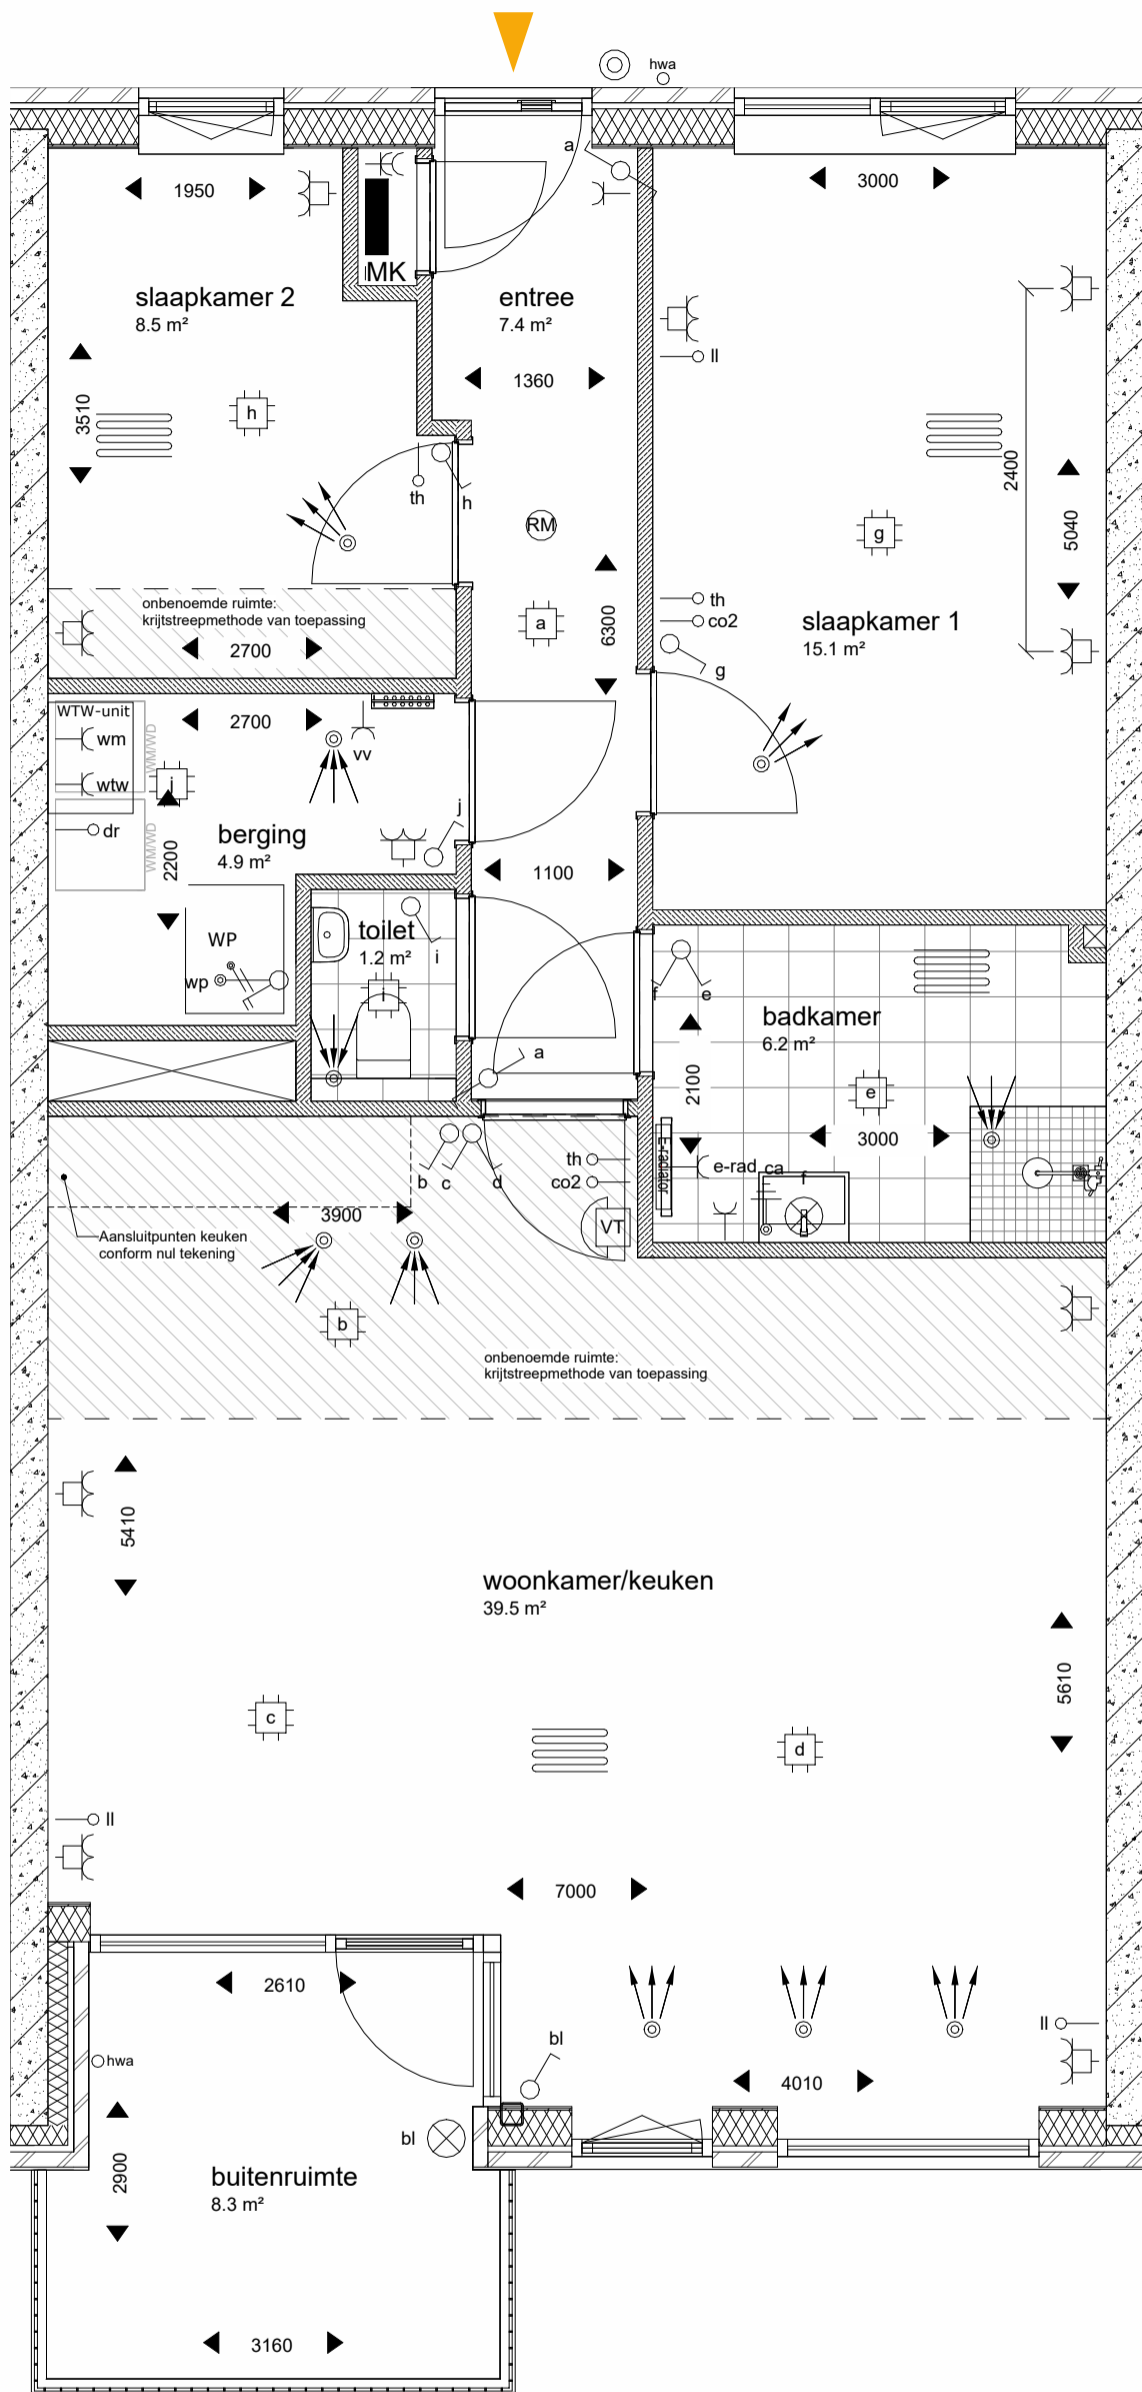 hwa
a
1950
3000
MK
slaapkamer 2
8.5 m²
entree
7.4 m²
ll
1360
3510
h
2400
th
h
RM
g
5040
onbenoemde ruimte:
krijtstreepmethode van toepassing
a
6300
th
co2
slaapkamer 1
15.1 m²
2700
g
WTW-unit
wm
WM/WD
2700
vv
wtw
j
dr
WM/WD
2200
berging
4.9 m²
j
1100
toilet
1.2 m²
i
WP
wp
i
f
e
badkamer
6.2 m²
a
2100
e
3000
b
c
d
th
co2
E-radiator
e-rad
ca
f
3900
VT
Aansluitpunten keuken
conform nul tekening
b
onbenoemde ruimte:
krijtstreepmethode van toepassing
5410
woonkamer/keuken
39.5 m²
5610
c
d
ll
7000
2610
ll
bl
hwa
4010
bl
2900
buitenruimte
8.3 m²
3160